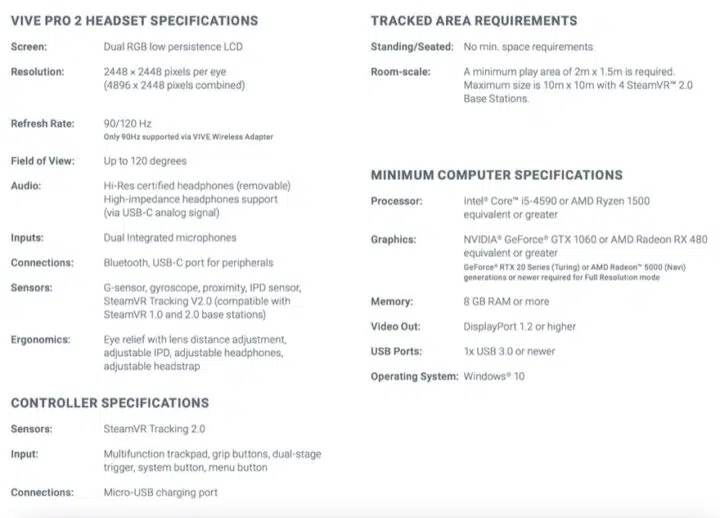 VIVE PRO 2 HEADSET SPECIFICATIONS
Screen: Dual RGB low persistence LCD
Resolution: 2448 × 2448 pixels per eye
(4896 x 2448 pixels combined)
Refresh Rate: 90/120 Hz
Only 90Hz supported via VIVE Wireless Adapter
Field of View: Up to 120 degrees
Audio: Hi-Res certified headphones (removable)
High-impedance headphones support
(via USB-C analog signal)
Inputs: Dual Integrated microphones
Connections: Bluetooth, USB-C port for peripherals
Sensors: G-sensor, gyroscope, proximity, IPD sensor,
SteamVR Tracking V2.0 (compatible with
SteamVR 1.0 and 2.0 base stations)
Ergonomics: Eye relief with lens distance adjustment,
adjustable IPD, adjustable headphones,
adjustable headstrap
CONTROLLER SPECIFICATIONS
Sensors: SteamVR Tracking 2.0
Input: Multifunction trackpad, grip buttons, dual-stage
trigger, system button, menu button
Connections: Micro-USB charging port
TRACKED AREA REQUIREMENTS
Standing/Seated: No min. space requirements
Room-scale: A minimum play area of 2m x 1.5m is required.
Maximum size is 10m x 10m with 4 SteamVR™ 2.0
Base Stations.
MINIMUM COMPUTER SPECIFICATIONS
Processor: Intel® Core™ i5-4590 or AMD Ryzen 1500
equivalent or greater
Graphics: NVIDIA® GeForce® GTX 1060 or AMD Radeon RX 480
equivalent or greater
GeForce® RTX 20 Series (Turing) or AMD Radeon™ 5000 (Navi)
generations or newer required for Full Resolution mode
Memory: 8 GB RAM or more
Video Out: DisplayPort 1.2 or higher
USB Ports: 1x USB 3.0 or newer
Operating System: Windows® 10